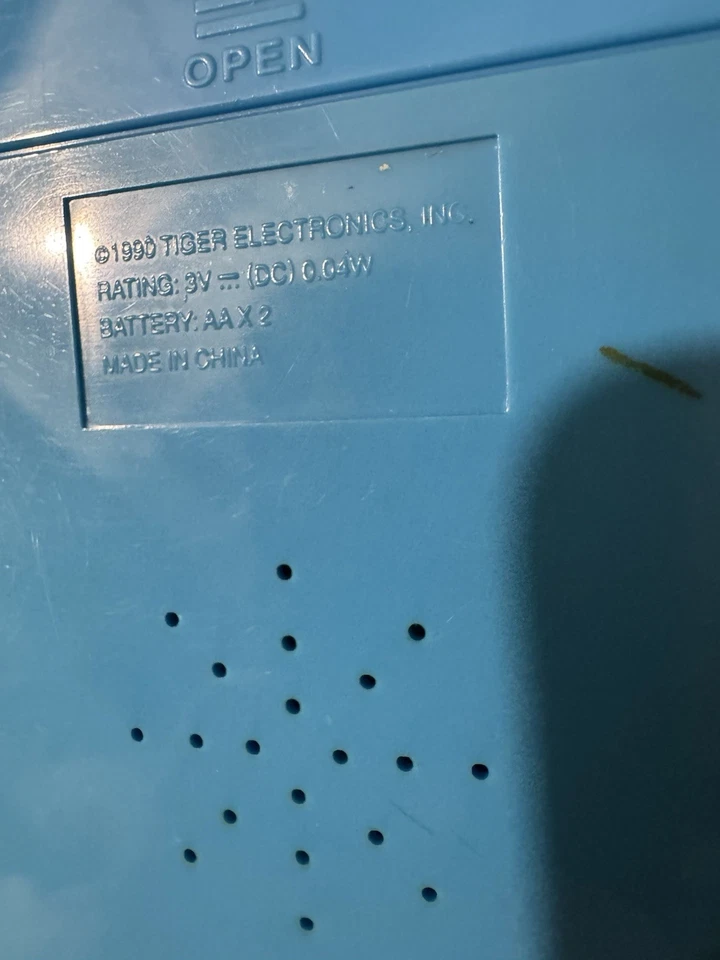 OPEN
©1990 TIGER ELECTRONICS, INC.
RATING: 3V ⎓ (DC) 0.04W
BATTERY: AA X 2
MADE IN CHINA